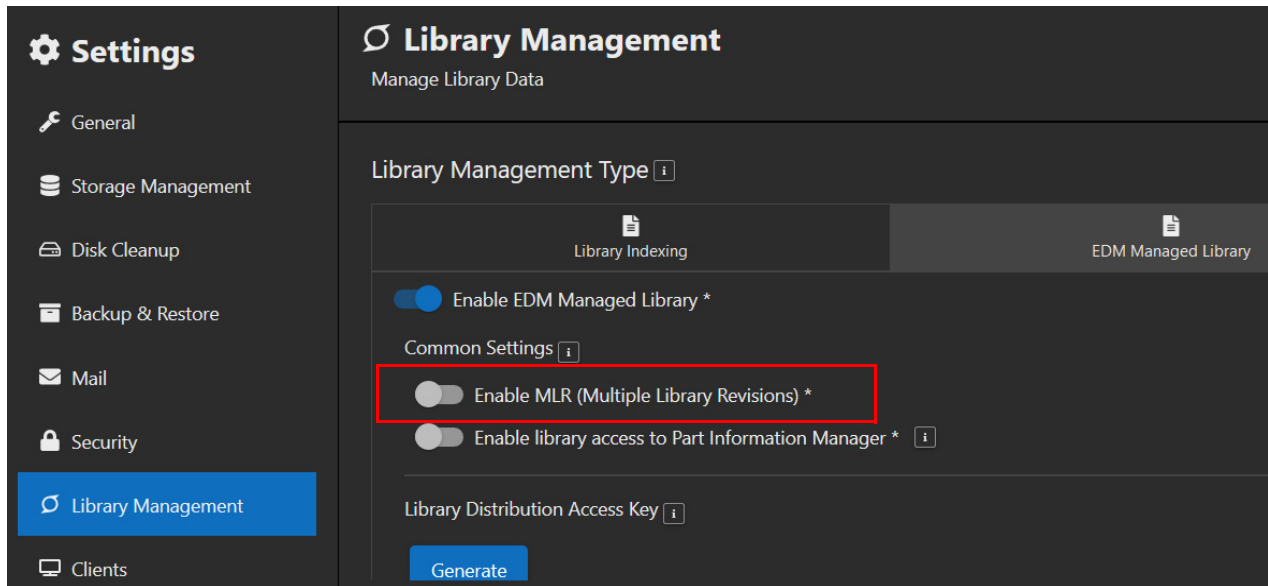 Settings
General
Storage Management
Disk Cleanup
Backup & Restore
Mail
Security
Library Management
Clients
Library Management
Manage Library Data
Library Management Type i
Library Indexing
EDM Managed Library
Enable EDM Managed Library *
Common Settings i
Enable MLR (Multiple Library Revisions) *
Enable library access to Part Information Manager * i
Library Distribution Access Key i
Generate